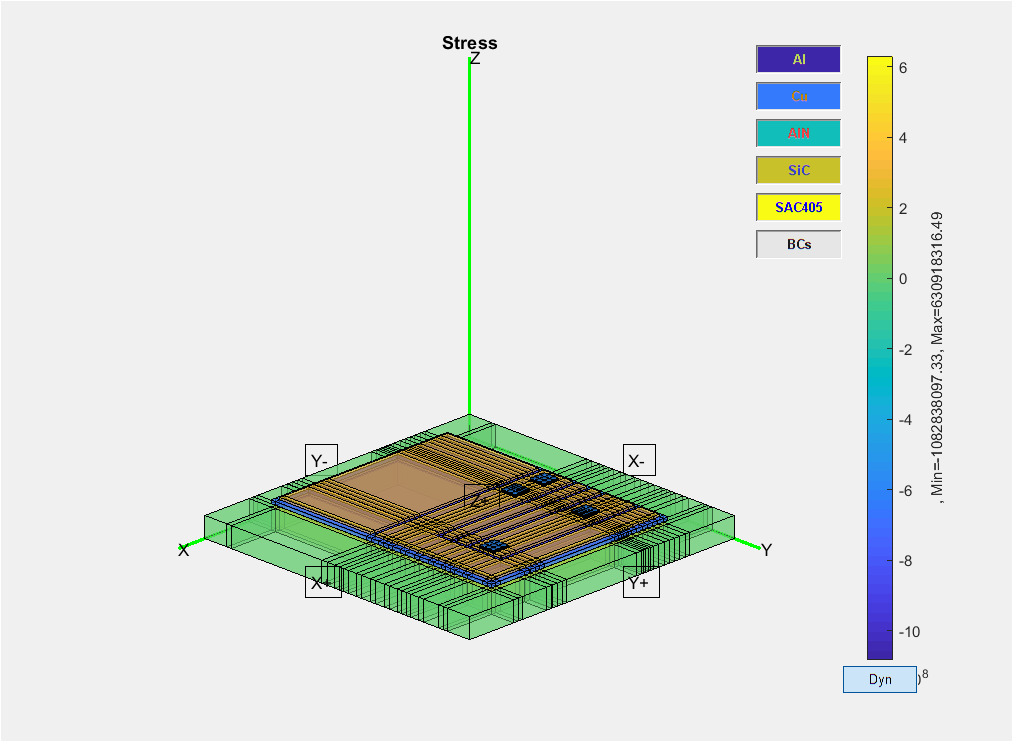 Stress
Z
Al
Cu
AlN
SiC
SAC405
BCs
6
4
2
0
-2
-4
-6
-8
-10
, Min=-1082838097.33, Max=630918316.49
Y-
X-
Z+
X
Y
X+
Y+
Dyn
)8